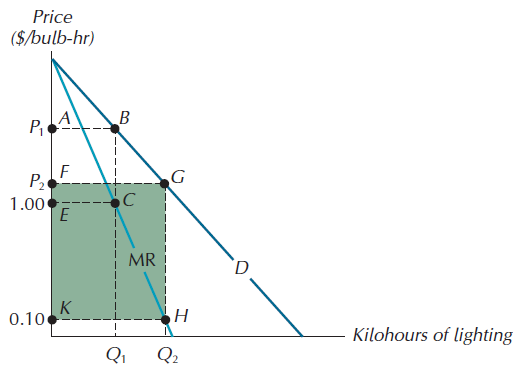 Price
($/bulb-hr)
P₁ A B
P₂ F G
1.00 E C
MR D
0.10 K H
Kilohours of lighting
Q₁ Q₂